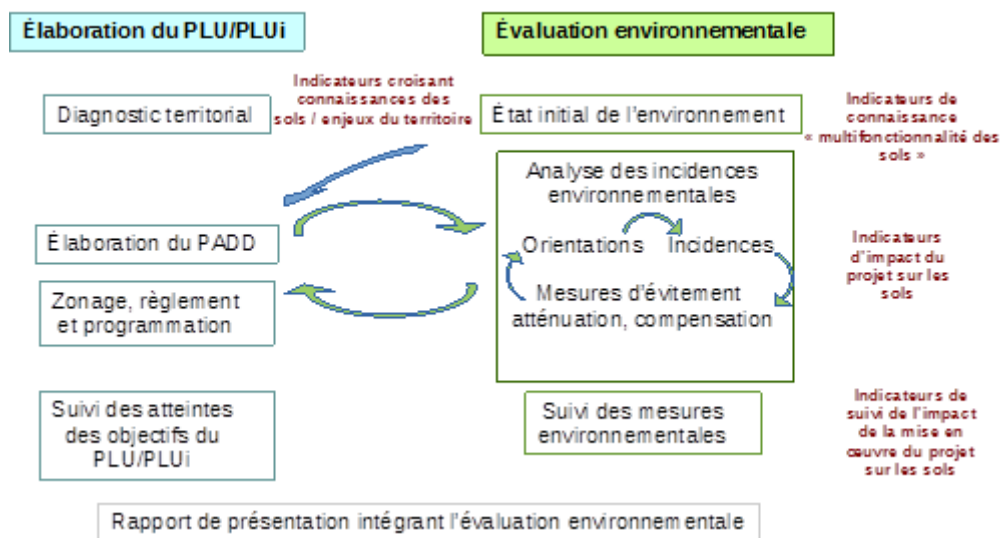 Élaboration du PLU/PLUi
Évaluation environnementale
Indicateurs croisant
connaissances des
sols / enjeux du territoire
Diagnostic territorial
État initial de l'environnement
Indicateurs de
connaissance
« multifonctionnalité des
sols »
Analyse des incidences
environnementales
Orientations
Incidences
Mesures d'évitement
atténuation, compensation
Élaboration du PADD
Zonage, règlement
et programmation
Indicateurs
d'impact du
projet sur les
sols
Suivi des atteintes
des objectifs du
PLU/PLUi
Suivi des mesures
environnementales
Indicateurs de
suivi de l'impact
de la mise en
œuvre du projet
sur les sols
Rapport de présentation intégrant l'évaluation environnementale